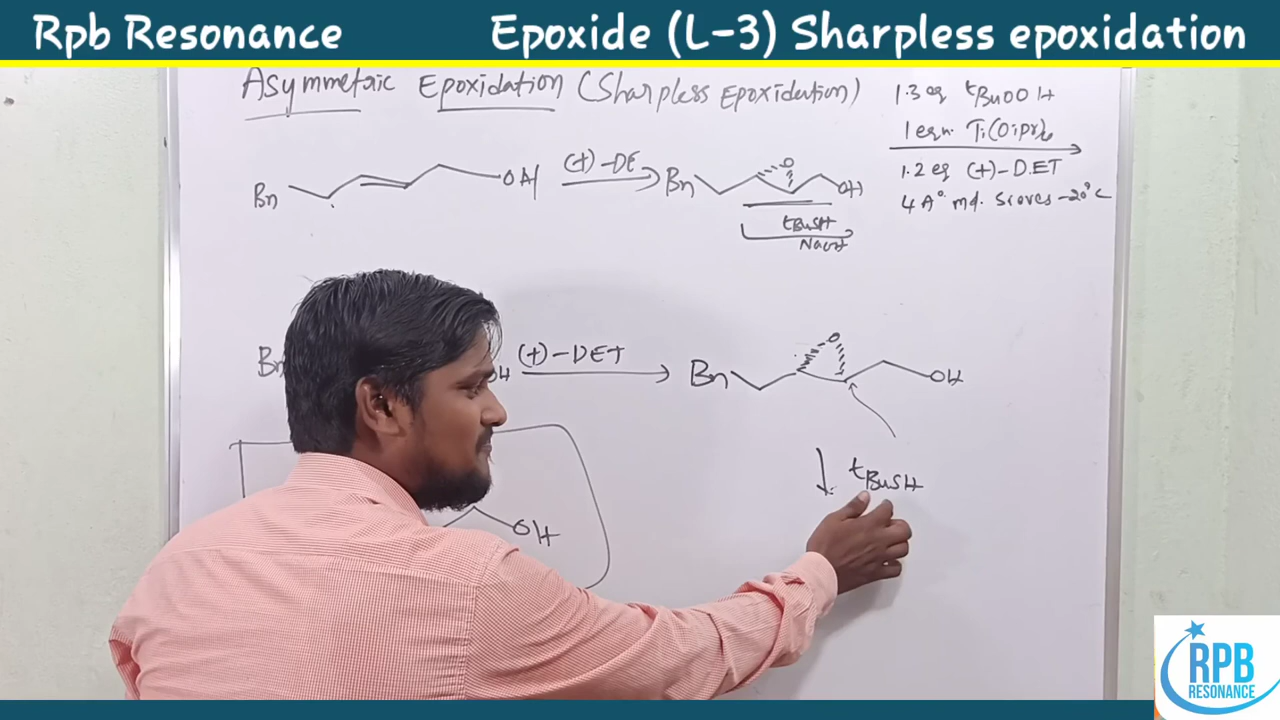 Rpb Resonance
Epoxide (L-3) Sharpless epoxidation
Asymmetric Epoxidation (Sharpless Epoxidation)
1.3 eq tBuOOH
1 eqn. Ti(OiPr)4
1.2 eq (+)-DET
4 A° md. Sieves -20°C
Bn
OH
(+)-DE
Bn
O
OH
tBuSH
NaOH
Bn
OH
(+)-DET
Bn
O
OH
tBuSH
OH
RPB
RESONANCE